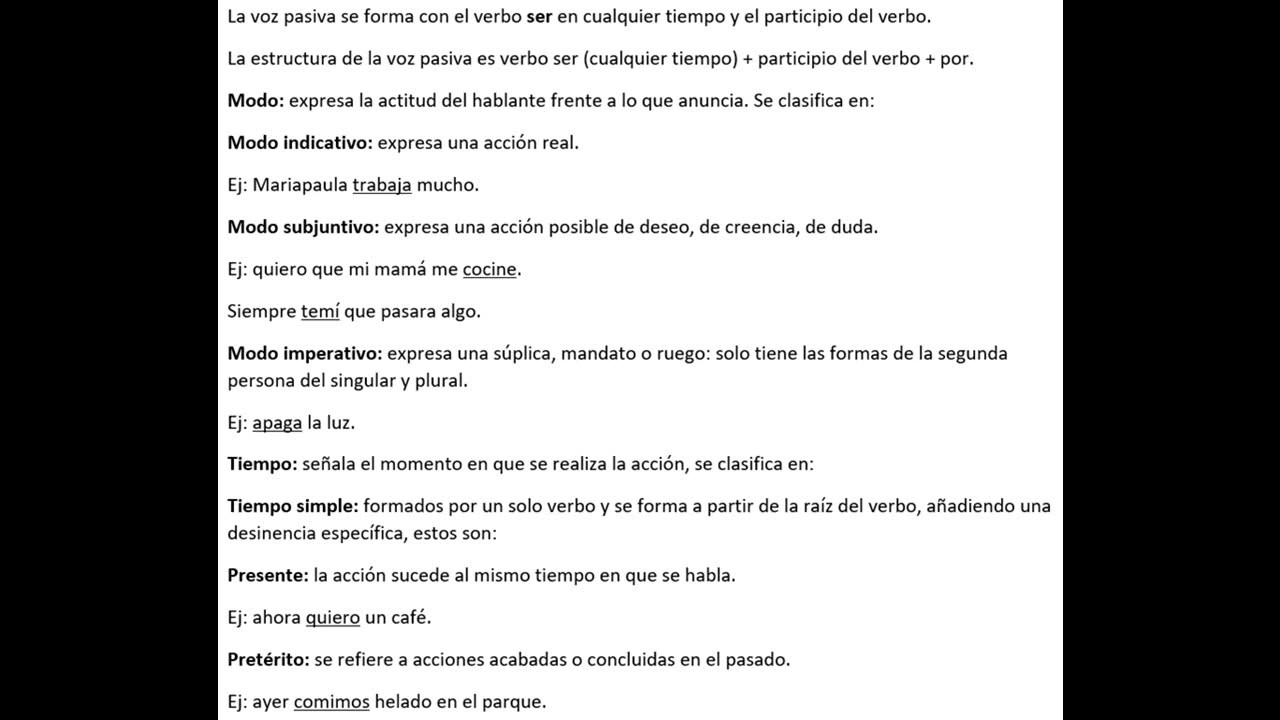 La voz pasiva se forma con el verbo ser en cualquier tiempo y el participio del verbo.
La estructura de la voz pasiva es verbo ser (cualquier tiempo) + participio del verbo + por.
Modo: expresa la actitud del hablante frente a lo que anuncia. Se clasifica en:
Modo indicativo: expresa una acción real.
Ej: Mariapaula trabaja mucho.
Modo subjuntivo: expresa una acción posible de deseo, de creencia, de duda.
Ej: quiero que mi mamá me cocine.
Siempre temí que pasara algo.
Modo imperativo: expresa una súplica, mandato o ruego: solo tiene las formas de la segunda
persona del singular y plural.
Ej: apaga la luz.
Tiempo: señala el momento en que se realiza la acción, se clasifica en:
Tiempo simple: formados por un solo verbo y se forma a partir de la raíz del verbo, añadiendo una
desinencia específica, estos son:
Presente: la acción sucede al mismo tiempo en que se habla.
Ej: ahora quiero un café.
Pretérito: se refiere a acciones acabadas o concluidas en el pasado.
Ej: ayer comimos helado en el parque.